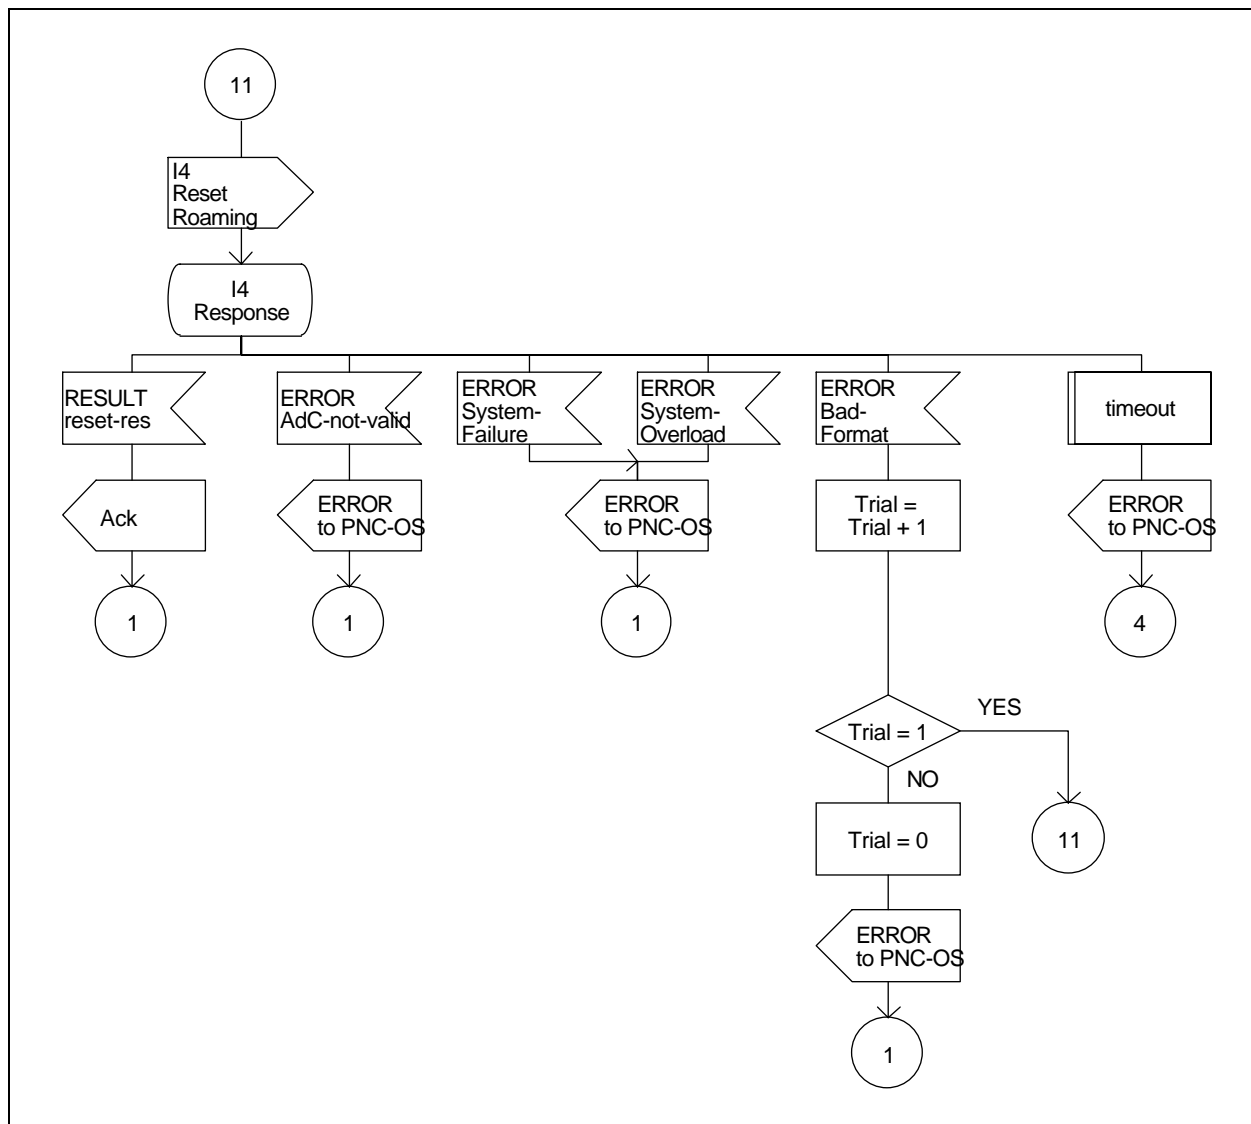 11
I4
Reset
Roaming
I4
Response
RESULT
reset-res
ERROR
AdC-not-valid
ERROR
System-
Failure
ERROR
System-
Overload
ERROR
Bad-
Format
timeout
Ack
ERROR
to PNC-OS
ERROR
to PNC-OS
Trial =
Trial + 1
ERROR
to PNC-OS
1
1
1
4
Trial = 1
YES
NO
Trial = 0
11
ERROR
to PNC-OS
1